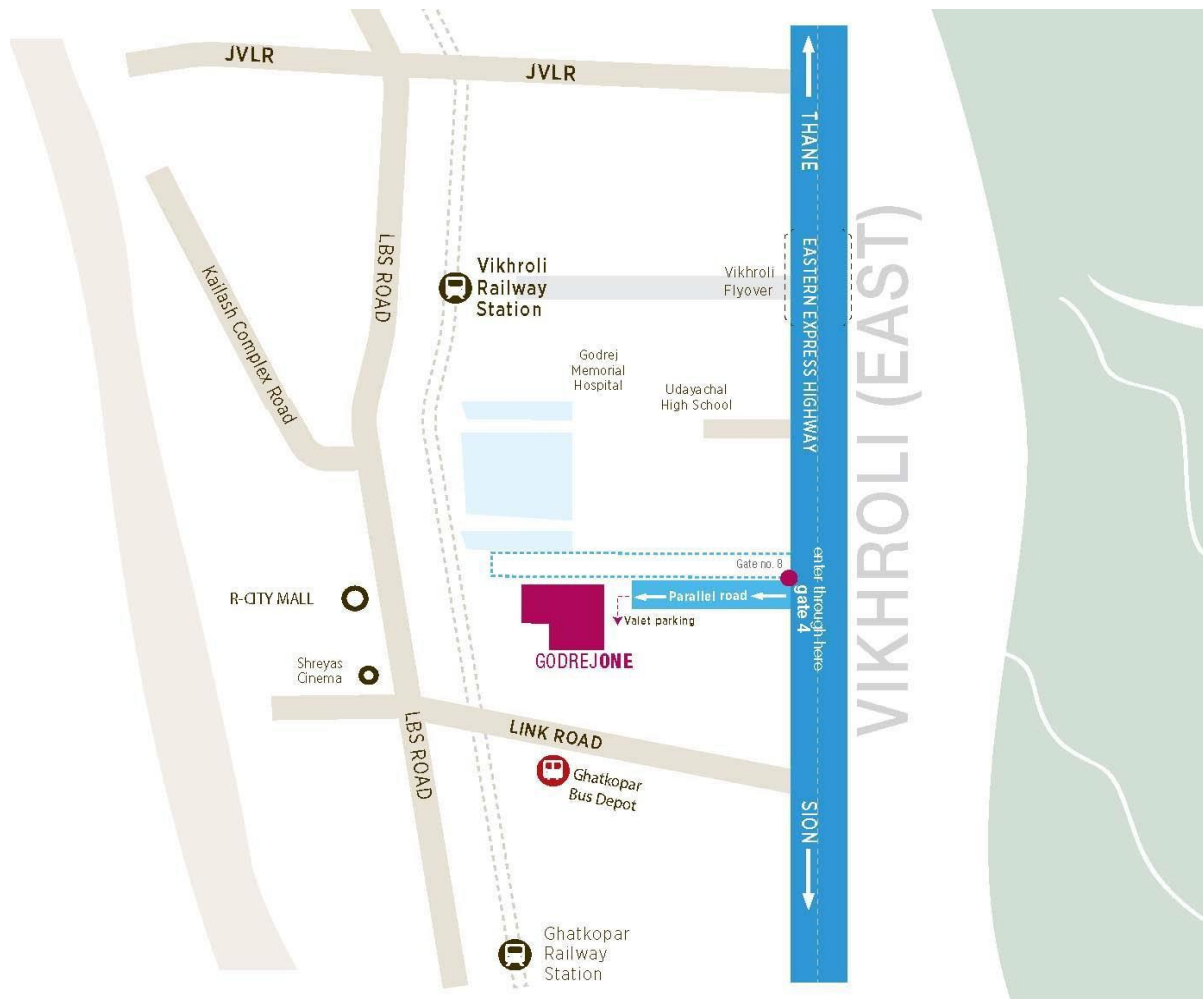 JVLR
JVLR
THANE
LBS ROAD
Kailash Complex Road
Vikhroli
Railway
Station
Vikhroli
Flyover
EASTERN EXPRESS HIGHWAY
VIKHROLI (EAST)
Godrej
Memorial
Hospital
Udayachal
High School
Gate no. 8
enter through here
gate 4
Parallel road
Valet parking
R-CITY MALL
GODREJONE
Shreyas
Cinema
LBS ROAD
LINK ROAD
Ghatkopar
Bus Depot
SION
Ghatkopar
Railway
Station